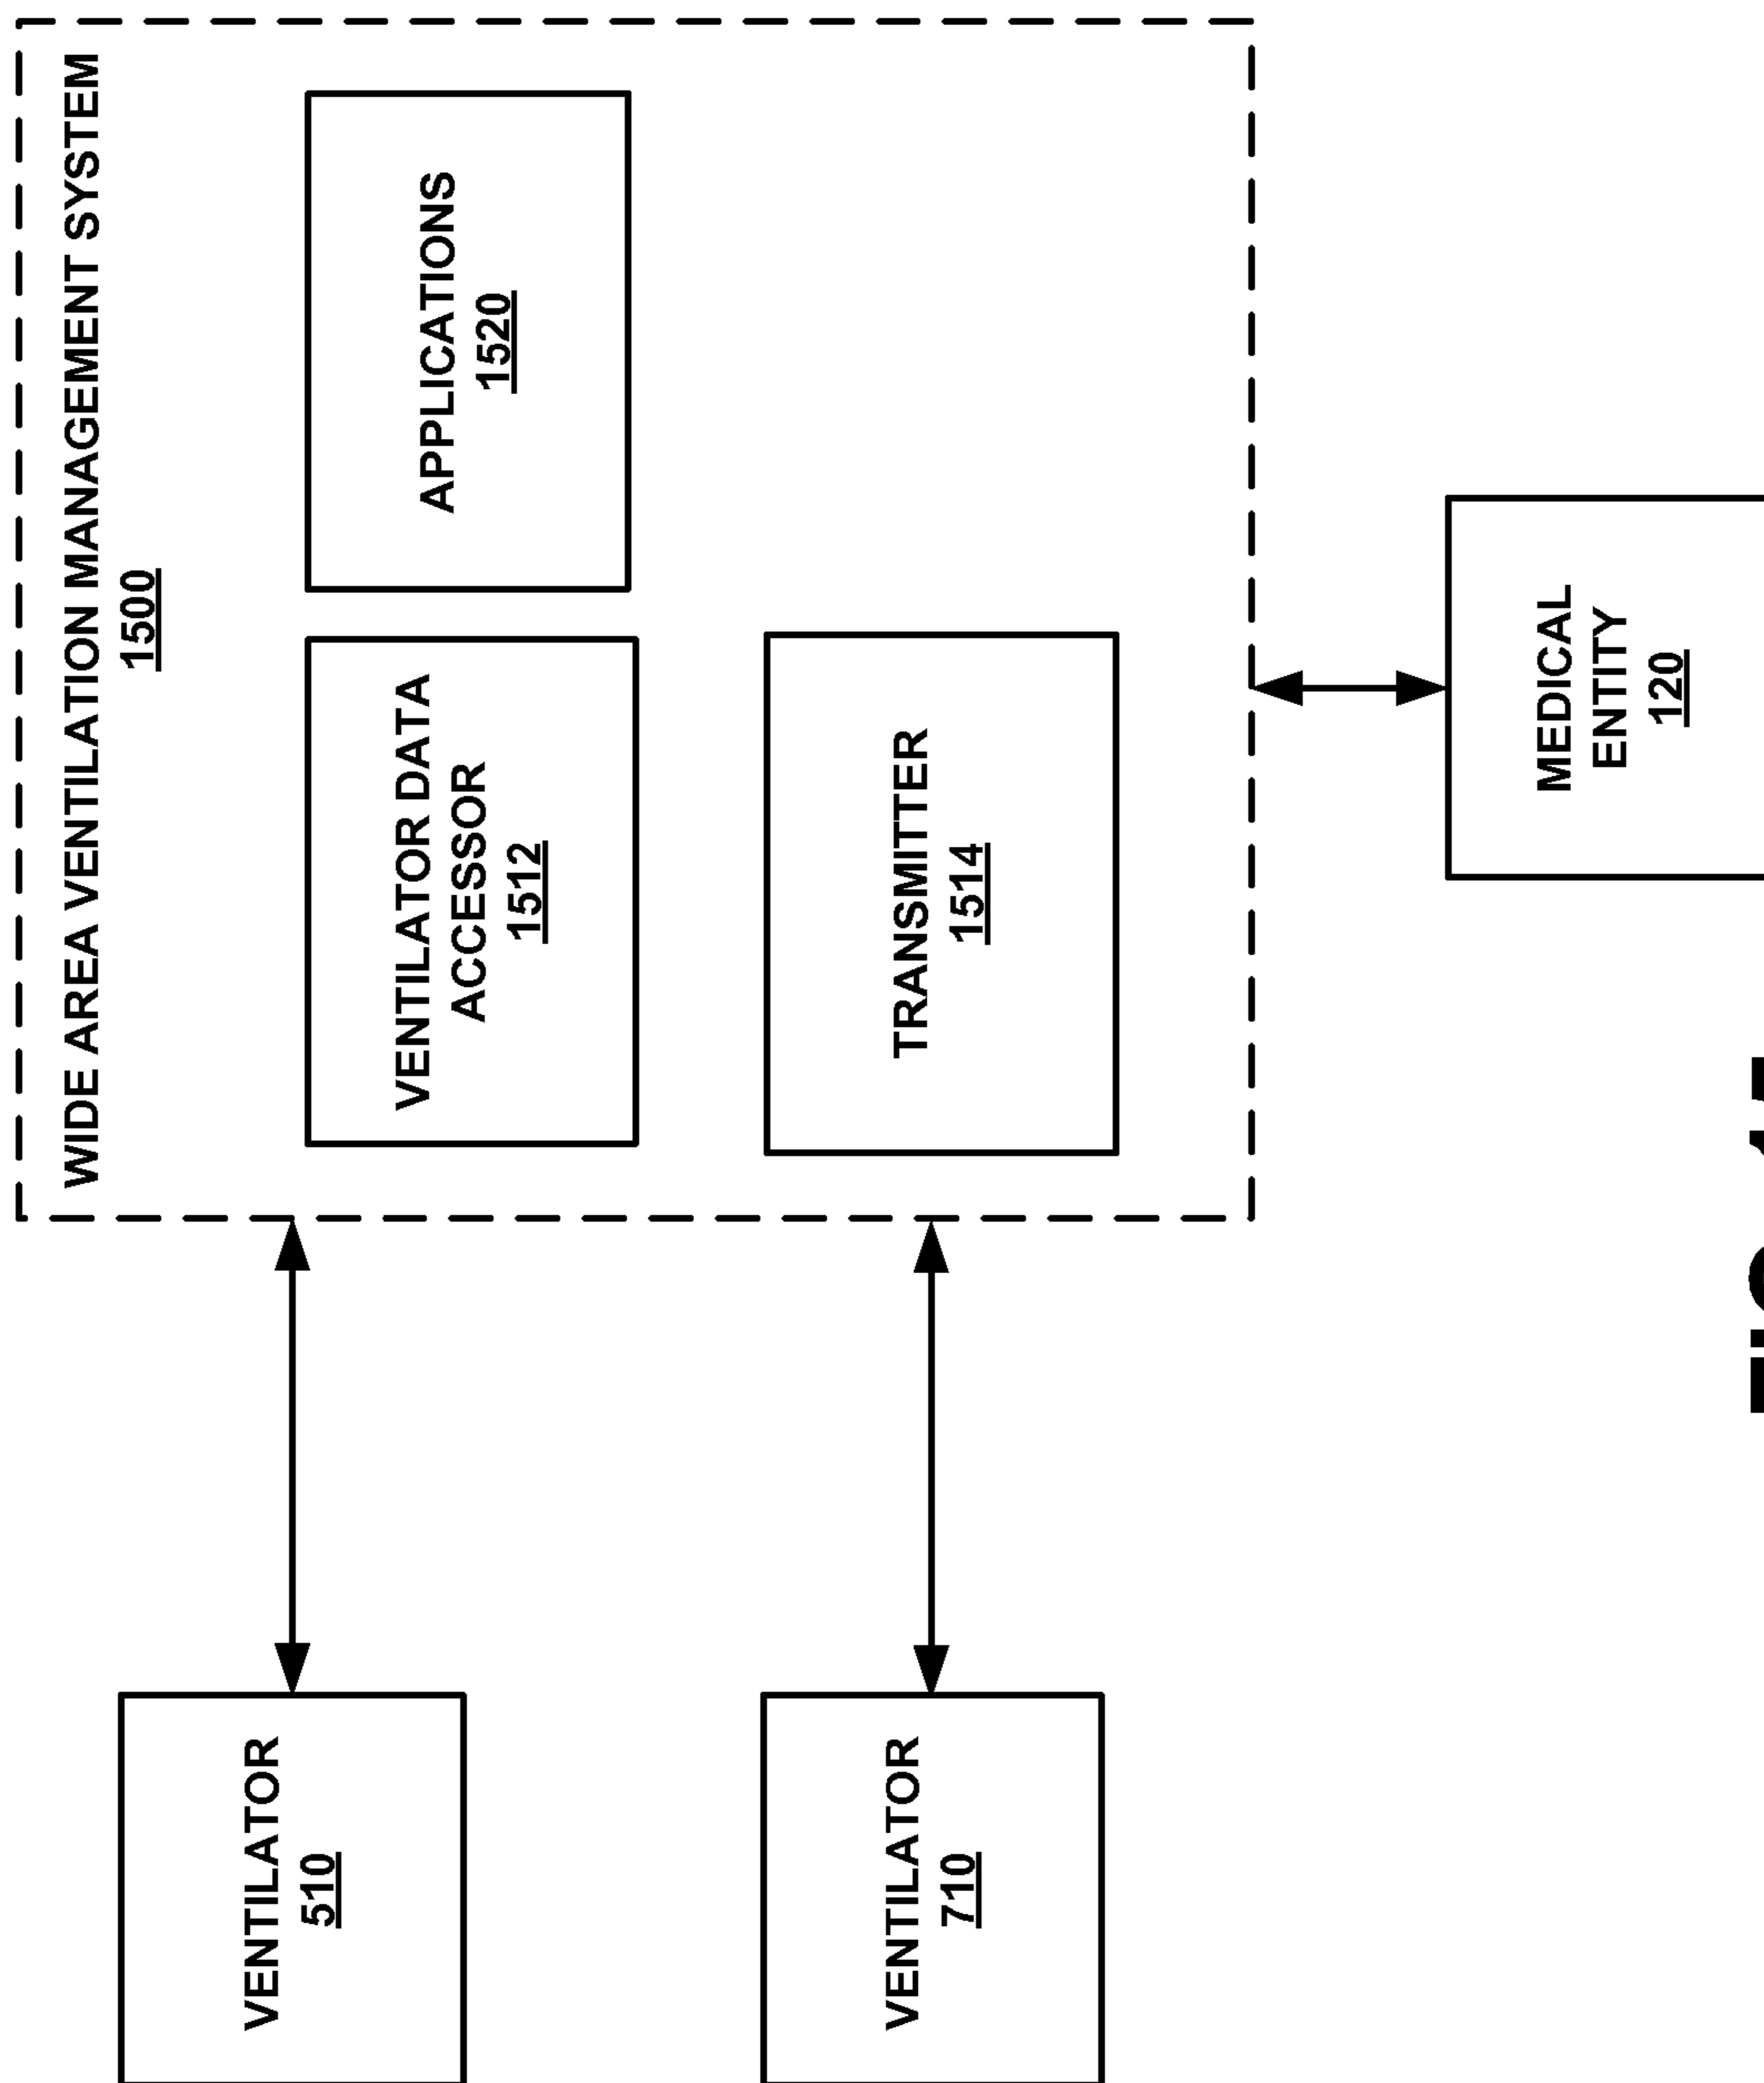 WIDE AREA VENTILATION MANAGEMENT SYSTEM
1500
VENTILATOR
510
VENTILATOR DATA
ACCESSOR
1512
APPLICATIONS
1520
VENTILATOR
710
TRANSMITTER
1514
MEDICAL
ENTITY
120